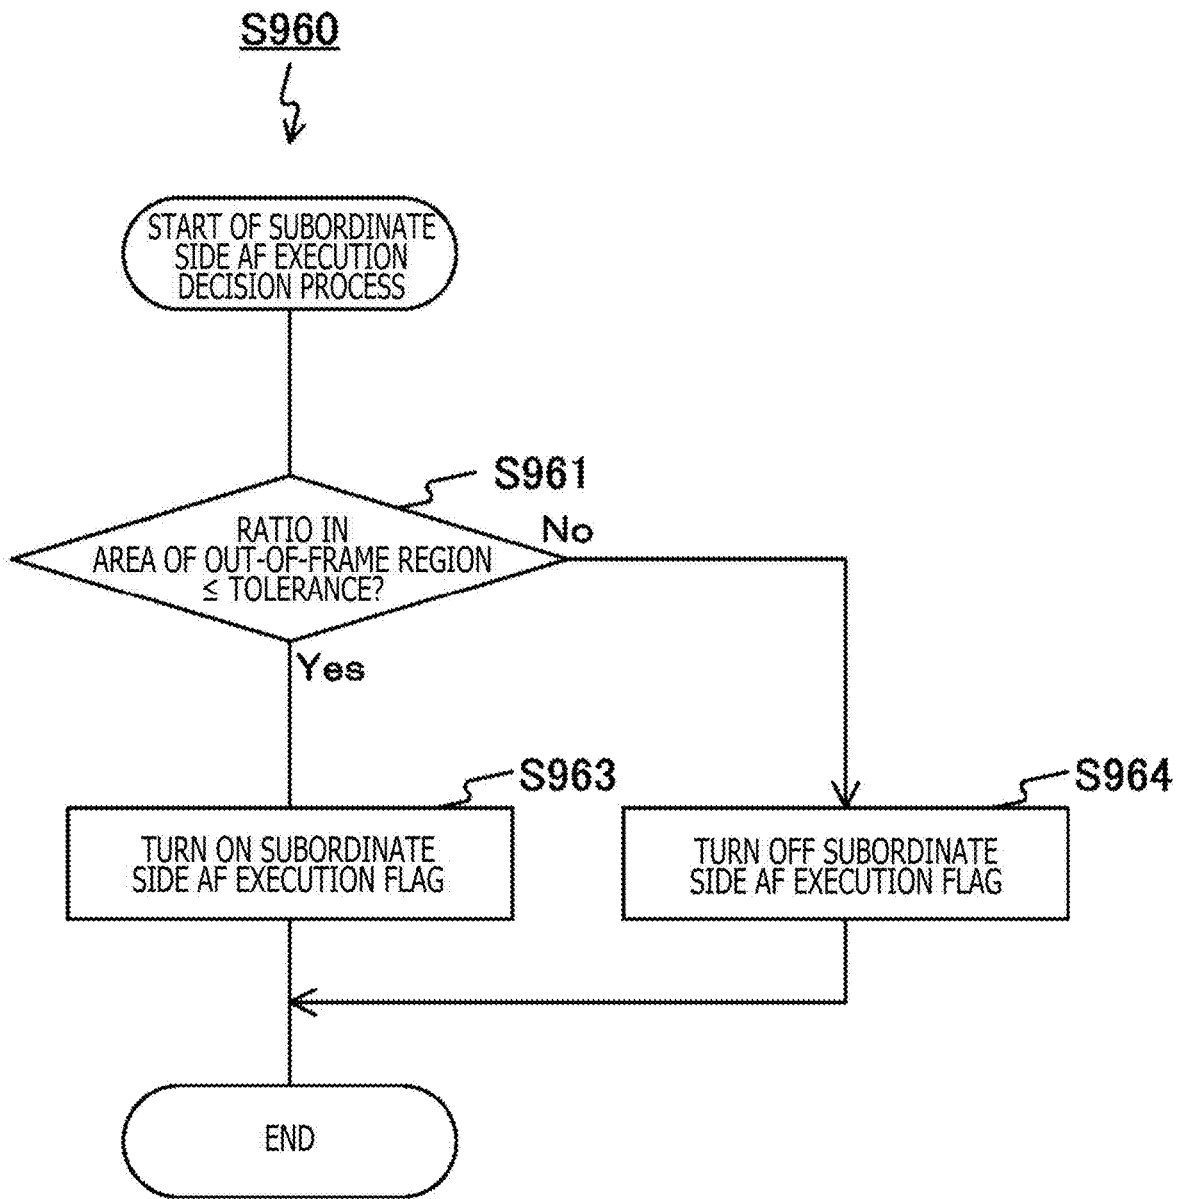 S960
START OF SUBORDINATE
SIDE AF EXECUTION
DECISION PROCESS
S961
RATIO IN
AREA OF OUT-OF-FRAME REGION
≤ TOLERANCE?
No
Yes
S963
TURN ON SUBORDINATE
SIDE AF EXECUTION FLAG
S964
TURN OFF SUBORDINATE
SIDE AF EXECUTION FLAG
END